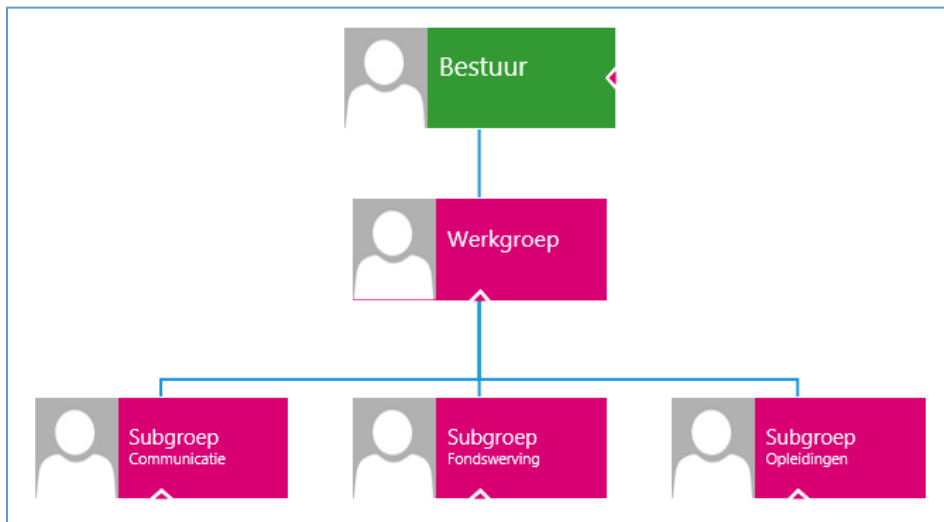 Bestuur
Werkgroep
Subgroep
Communicatie
Subgroep
Fondswerving
Subgroep
Opleidingen